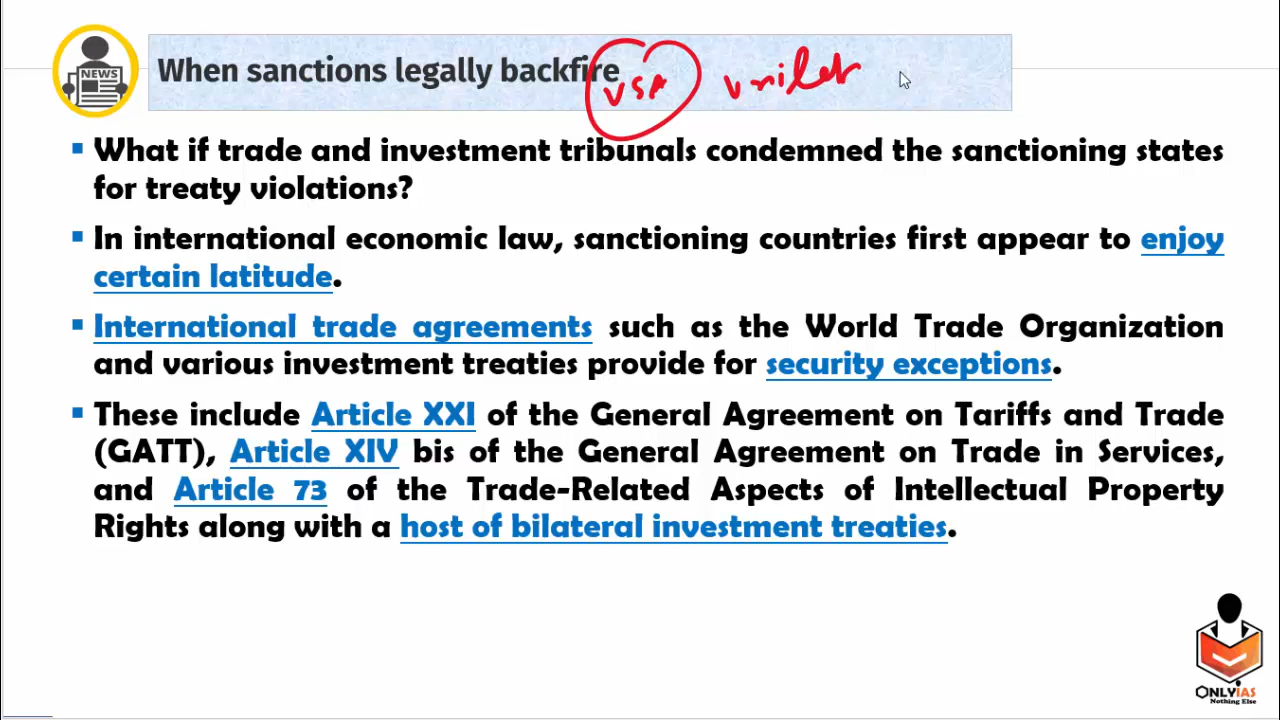 NEWS
When sanctions legally backfire
USA
What if trade and investment tribunals condemned the sanctioning states
for treaty violations?
In international economic law, sanctioning countries first appear to enjoy
certain latitude.
International trade agreements such as the World Trade Organization
and various investment treaties provide for security exceptions.
These include Article XXI of the General Agreement on Tariffs and Trade
(GATT), Article XIV bis of the General Agreement on Trade in Services,
and Article 73 of the Trade-Related Aspects of Intellectual Property
Rights along with a host of bilateral investment treaties.
ONLYIAS
Nothing Else